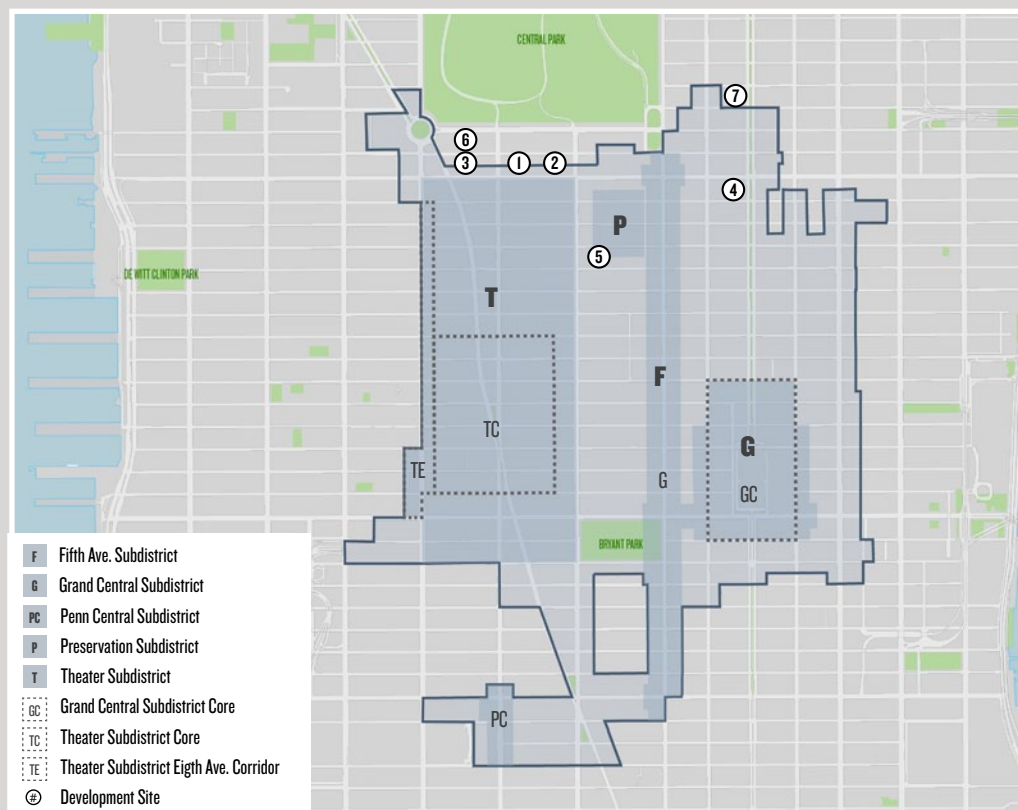 CENTRAL PARK
7
6
3
1
2
4
P
5
DE WITT CLINTON PARK
T
F
TC
G
TE
G
GC
BRYANT PARK
PC
F Fifth Ave. Subdistrict
G Grand Central Subdistrict
PC Penn Central Subdistrict
P Preservation Subdistrict
T Theater Subdistrict
GC Grand Central Subdistrict Core
TC Theater Subdistrict Core
TE Theater Subdistrict Eigth Ave. Corridor
# Development Site